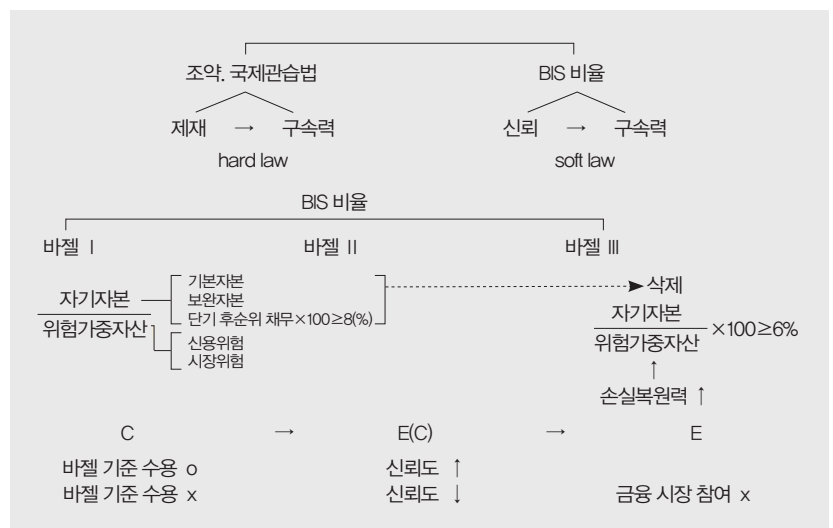 조약. 국제관습법 BIS 비율
제재 → 구속력 신뢰 → 구속력
hard law soft law
BIS 비율
바젤 Ⅰ 바젤 Ⅱ 바젤 Ⅲ
기본자본
보완자본
단기 후순위 채무×100≥8(%)
자기자본
위험가중자산
신용위험
시장위험
삭제
자기자본
위험가중자산
×100≥6%
↑
손실복원력 ↑
C → E(C) → E
바젤 기준 수용 o 신뢰도 ↑
바젤 기준 수용 x 신뢰도 ↓ 금융 시장 참여 x